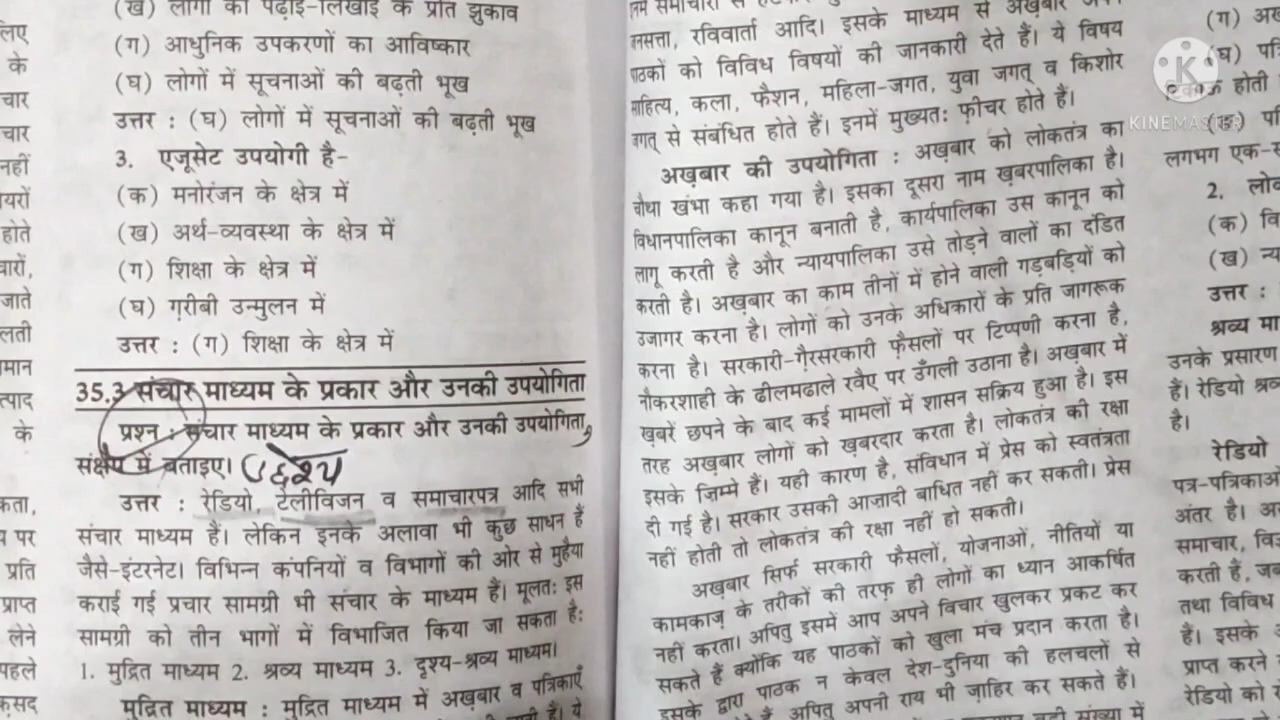 (ख) लोगों का पढ़ाई-लिखाई के प्रति झुकाव
(ग) आधुनिक उपकरणों का आविष्कार
(घ) लोगों में सूचनाओं की बढ़ती भूख
उत्तर : (घ) लोगों में सूचनाओं की बढ़ती भूख
3. एजूसेट उपयोगी है-
(क) मनोरंजन के क्षेत्र में
(ख) अर्थ-व्यवस्था के क्षेत्र में
(ग) शिक्षा के क्षेत्र में
(घ) ग़रीबी उन्मुलन में
उत्तर : (ग) शिक्षा के क्षेत्र में
35.3 संचार माध्यम के प्रकार और उनकी उपयोगिता
प्रश्न : संचार माध्यम के प्रकार और उनकी उपयोगिता,
संक्षेप में बताइए। उद्देश्य
उत्तर : रेडियो, टेलीविजन व समाचारपत्र आदि सभी
संचार माध्यम हैं। लेकिन इनके अलावा भी कुछ साधन हैं
जैसे-इंटरनेट। विभिन्न कंपनियों व विभागों की ओर से मुहैया
कराई गई प्रचार सामग्री भी संचार के माध्यम हैं। मूलतः इस
सामग्री को तीन भागों में विभाजित किया जा सकता है:
1. मुद्रित माध्यम 2. श्रव्य माध्यम 3. दृश्य-श्रव्य माध्यम।
मुद्रित माध्यम : मुद्रित माध्यम में अख़बार व पत्रिकाएँ
जनसत्ता, रविवार्ता आदि। इसके माध्यम से अख़बार अपने
पाठकों को विविध विषयों की जानकारी देते हैं। ये विषय
साहित्य, कला, फैशन, महिला-जगत, युवा जगत् व किशोर
जगत् से संबंधित होते हैं। इनमें मुख्यतः फ़ीचर होते हैं।
अख़बार की उपयोगिता : अख़बार को लोकतंत्र का
चौथा खंभा कहा गया है। इसका दूसरा नाम ख़बरपालिका है।
विधानपालिका कानून बनाती है, कार्यपालिका उस कानून को
लागू करती है और न्यायपालिका उसे तोड़ने वालों का दंडित
करती है। अख़बार का काम तीनों में होने वाली गड़बड़ियों को
उजागर करना है। लोगों को उनके अधिकारों के प्रति जागरूक
करना है। सरकारी-ग़ैरसरकारी फ़ैसलों पर टिप्पणी करना है,
नौकरशाही के ढीलमढाले रवैए पर उँगली उठाना है। अख़बार में
ख़बरें छपने के बाद कई मामलों में शासन सक्रिय हुआ है। इस
तरह अख़बार लोगों को ख़बरदार करता है। लोकतंत्र की रक्षा
इसके ज़िम्मे हैं। यही कारण है, संविधान में प्रेस को स्वतंत्रता
दी गई है। सरकार उसकी आज़ादी बाधित नहीं कर सकती। प्रेस
नहीं होती तो लोकतंत्र की रक्षा नहीं हो सकती।
अख़बार सिर्फ सरकारी फ़ैसलों, योजनाओं, नीतियों या
कामकाज़ के तरीकों की तरफ़ ही लोगों का ध्यान आकर्षित
नहीं करता। अपितु इसमें आप अपने विचार खुलकर प्रकट कर
सकते हैं क्योंकि यह पाठकों को खुला मंच प्रदान करता है।
इसके द्वारा पाठक न केवल देश-दुनिया की हलचलों से
अपितु अपनी राय भी ज़ाहिर कर सकते हैं।
KINEMASTER
लगभग
2.
(क)
(ख)
उत्तर :
श्रव्य
उनके प्रसारण
हैं। रेडियो
है।
रेडियो
अंतर है।
करती है,
तथा विविध
हैं। इसके
प्राप्त करने
रेडियो को